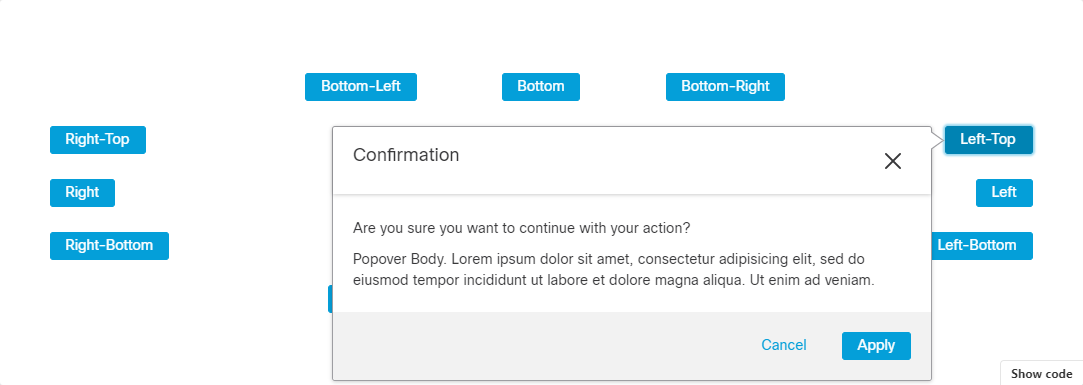 Bottom-Left Bottom Bottom-Right
Right-Top
Left-Top
Confirmation
Right
Left
Are you sure you want to continue with your action?
Right-Bottom
Left-Bottom
Popover Body. Lorem ipsum dolor sit amet, consectetur adipisicing elit, sed do
eiusmod tempor incididunt ut labore et dolore magna aliqua. Ut enim ad veniam.
Cancel Apply
Show code